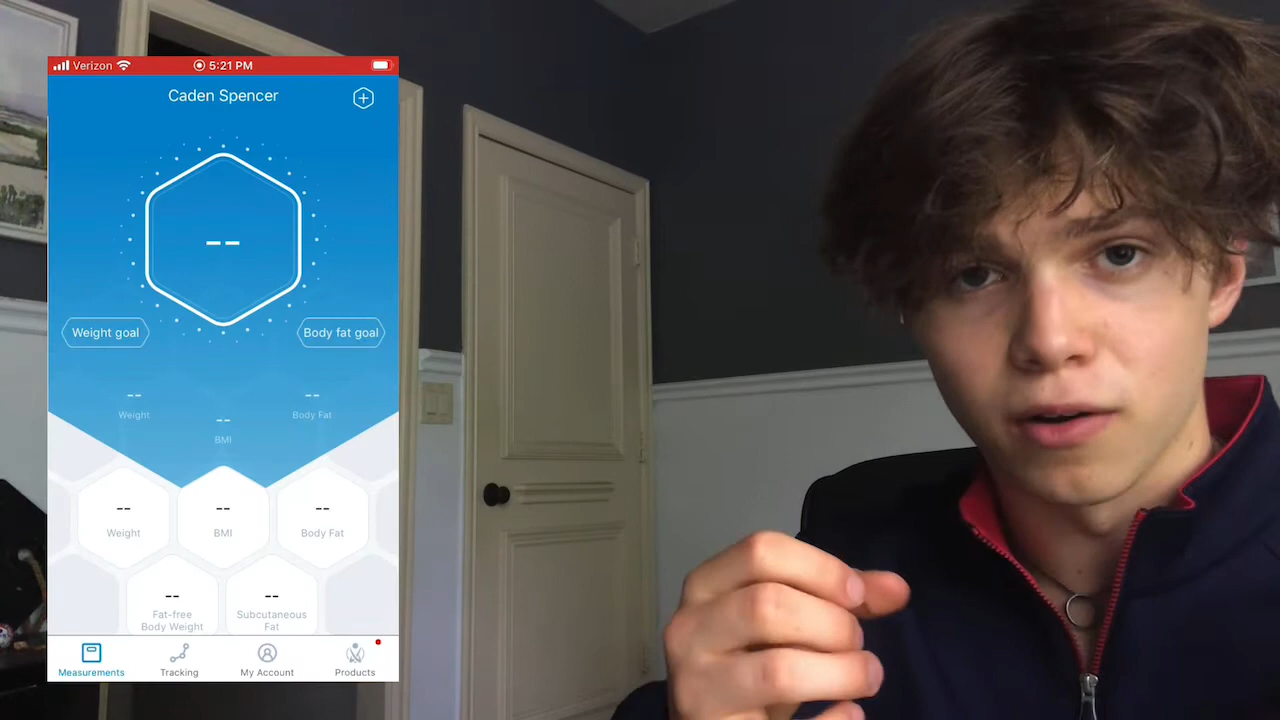 Verizon 5:21 PM
Caden Spencer
--
Weight goal
Body fat goal
--
Weight
--
BMI
--
Body Fat
--
Weight
--
BMI
--
Body Fat
--
Fat-free
Body Weight
--
Subcutaneous
Fat
Measurements
Tracking
My Account
Products